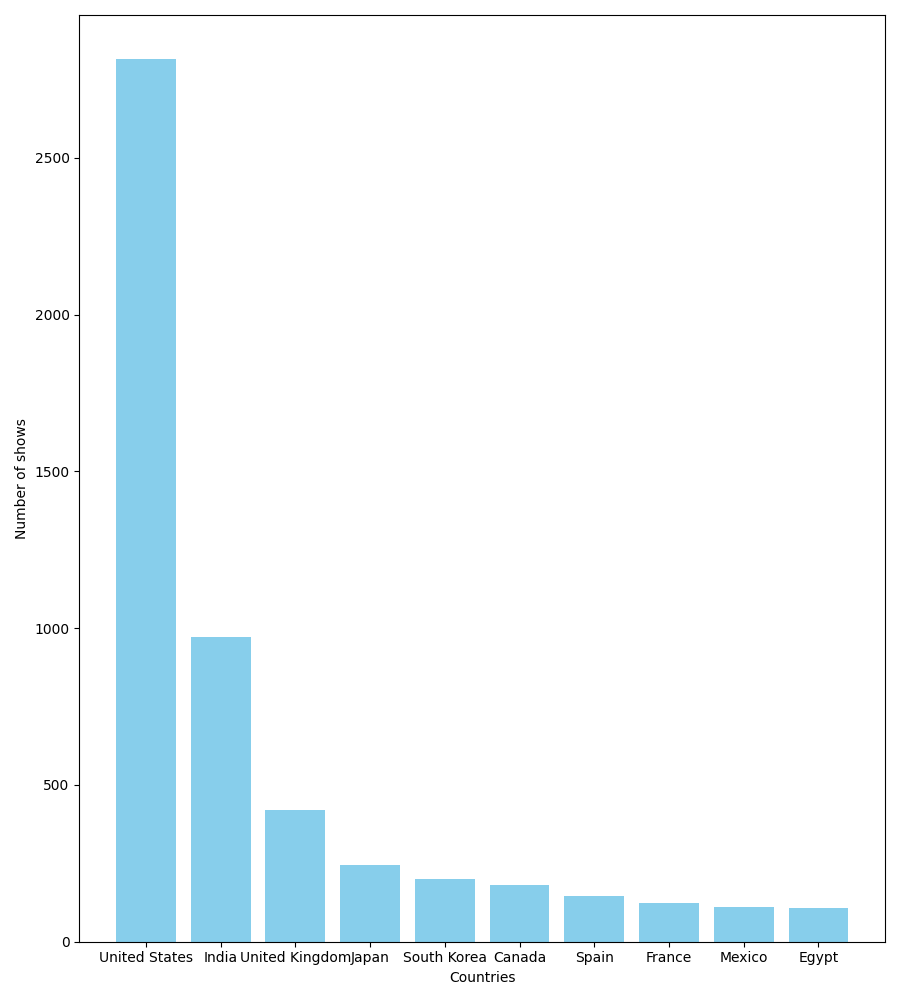 2500
2000
1500
1000
500
0
Number of shows
United States India United Kingdom Japan South Korea Canada Spain France Mexico Egypt
Countries